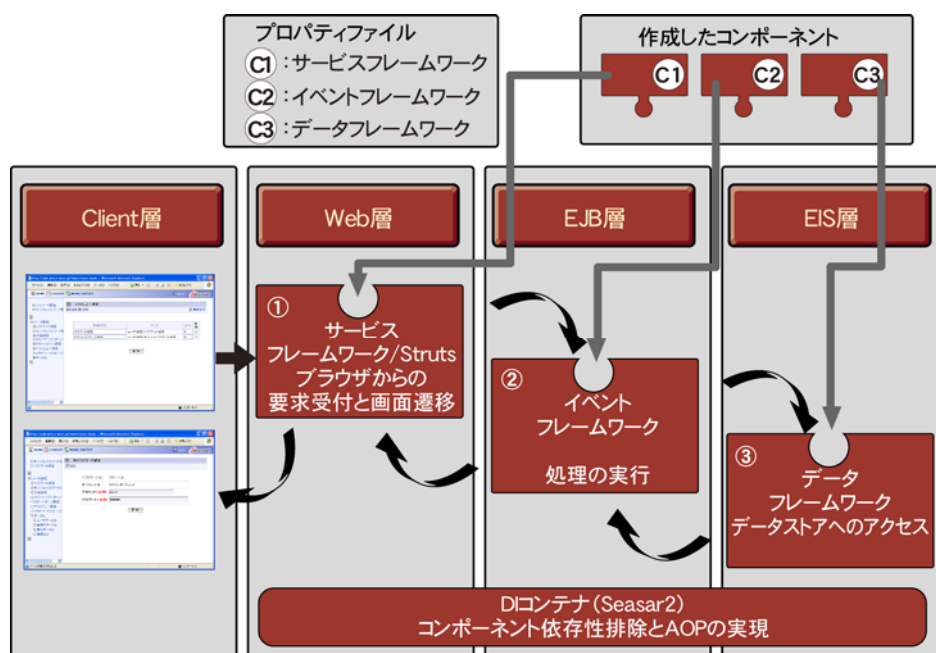 プロパティファイル
C1：サービスフレームワーク
C2：イベントフレームワーク
C3：データフレームワーク
作成したコンポーネント
C1
C2
C3
Client層
Web層
EJB層
EIS層
①
サービス
フレームワーク/Struts
ブラウザからの
要求受付と画面遷移
②
イベント
フレームワーク
処理の実行
③
データ
フレームワーク
データストアへのアクセス
DIコンテナ（Seasar2）
コンポーネント依存性排除とAOPの実現